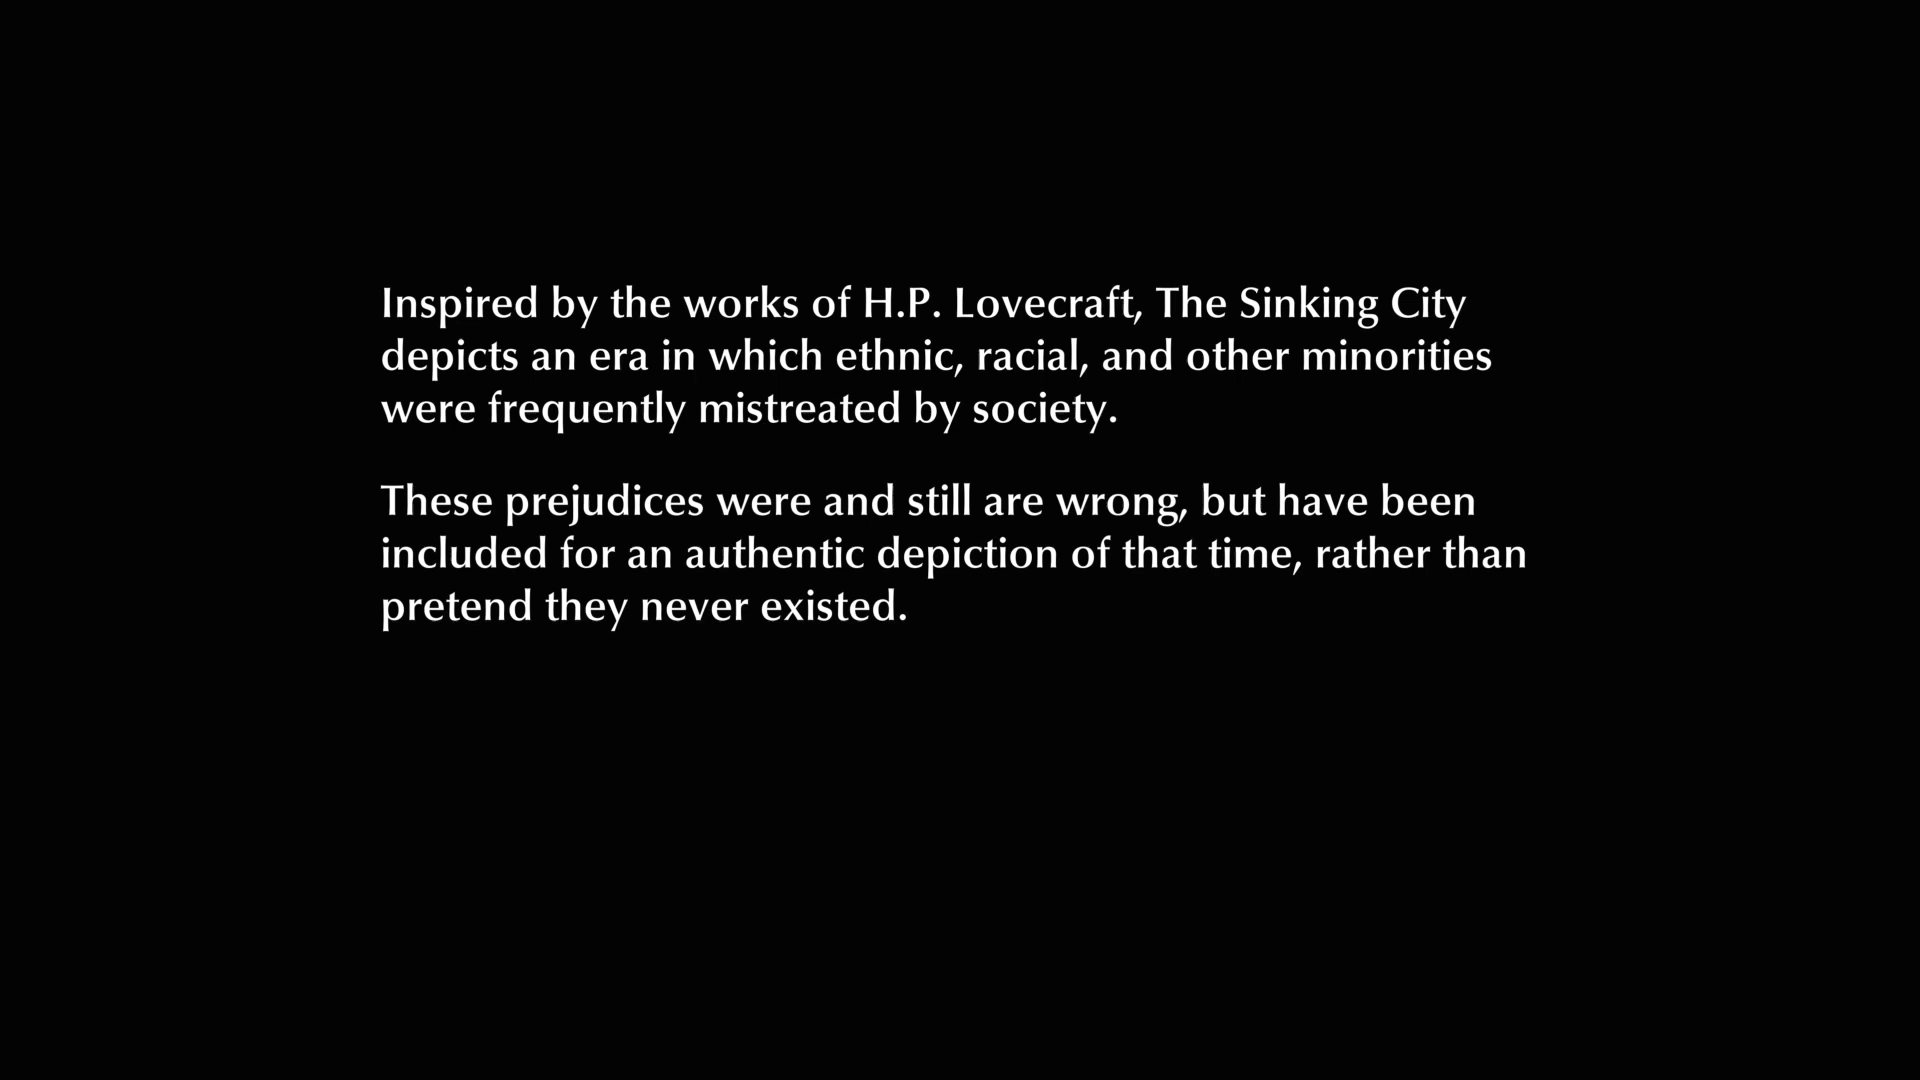 Inspired by the works of H.P. Lovecraft, The Sinking City
depicts an era in which ethnic, racial, and other minorities
were frequently mistreated by society.
These prejudices were and still are wrong, but have been
included for an authentic depiction of that time, rather than
pretend they never existed.